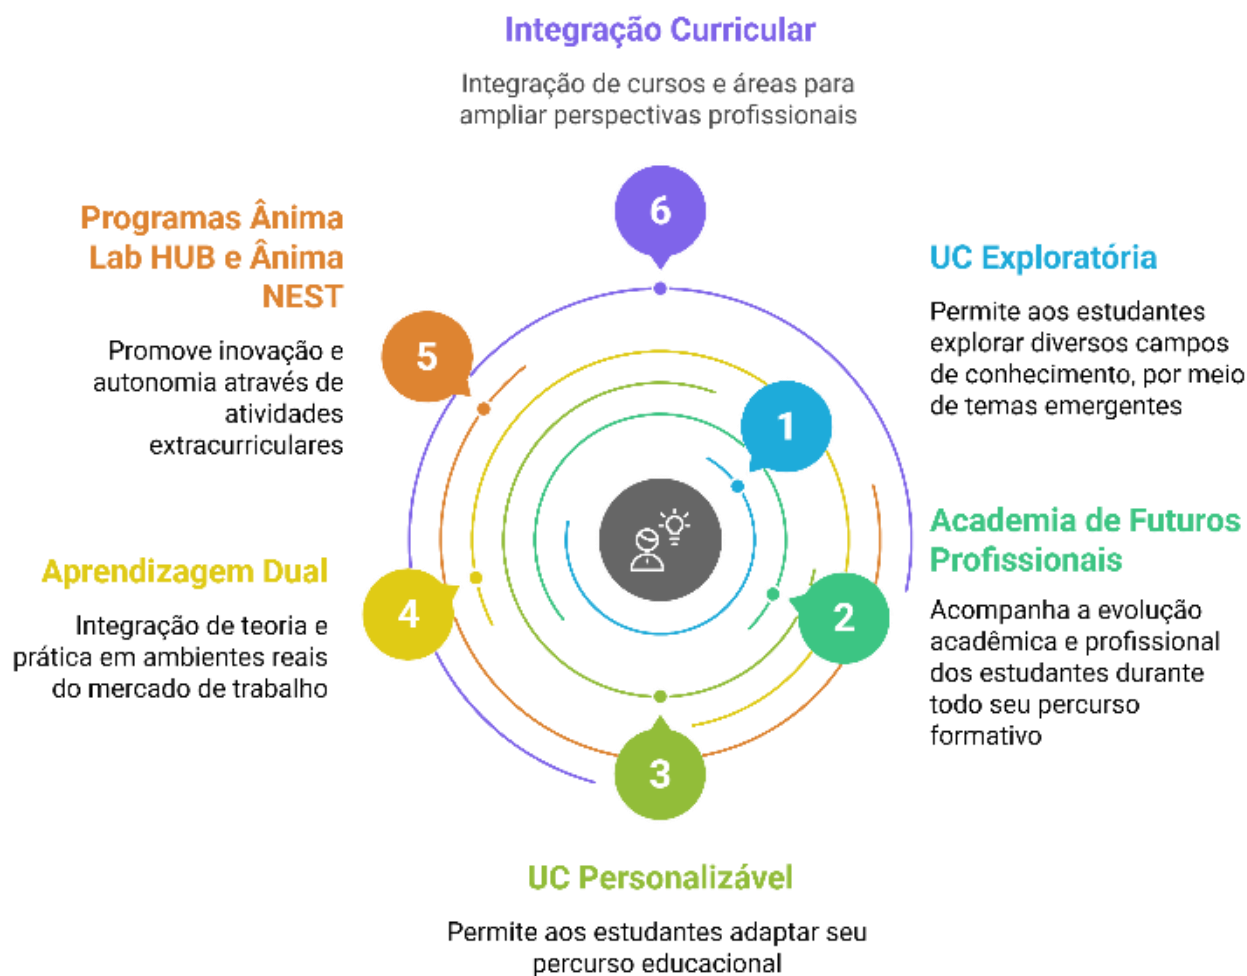 Integração Curricular
Integração de cursos e áreas para
ampliar perspectivas profissionais
6
Programas Ânima
Lab HUB e Ânima
NEST
Promove inovação e
autonomia através de
atividades
extracurriculares
5
UC Exploratória
Permite aos estudantes
explorar diversos campos
de conhecimento, por meio
de temas emergentes
1
Aprendizagem Dual
Integração de teoria e
prática em ambientes reais
do mercado de trabalho
4
Academia de Futuros
Profissionais
Acompanha a evolução
acadêmica e profissional
dos estudantes durante
todo seu percurso
formativo
2
3
UC Personalizável
Permite aos estudantes adaptar seu
percurso educacional